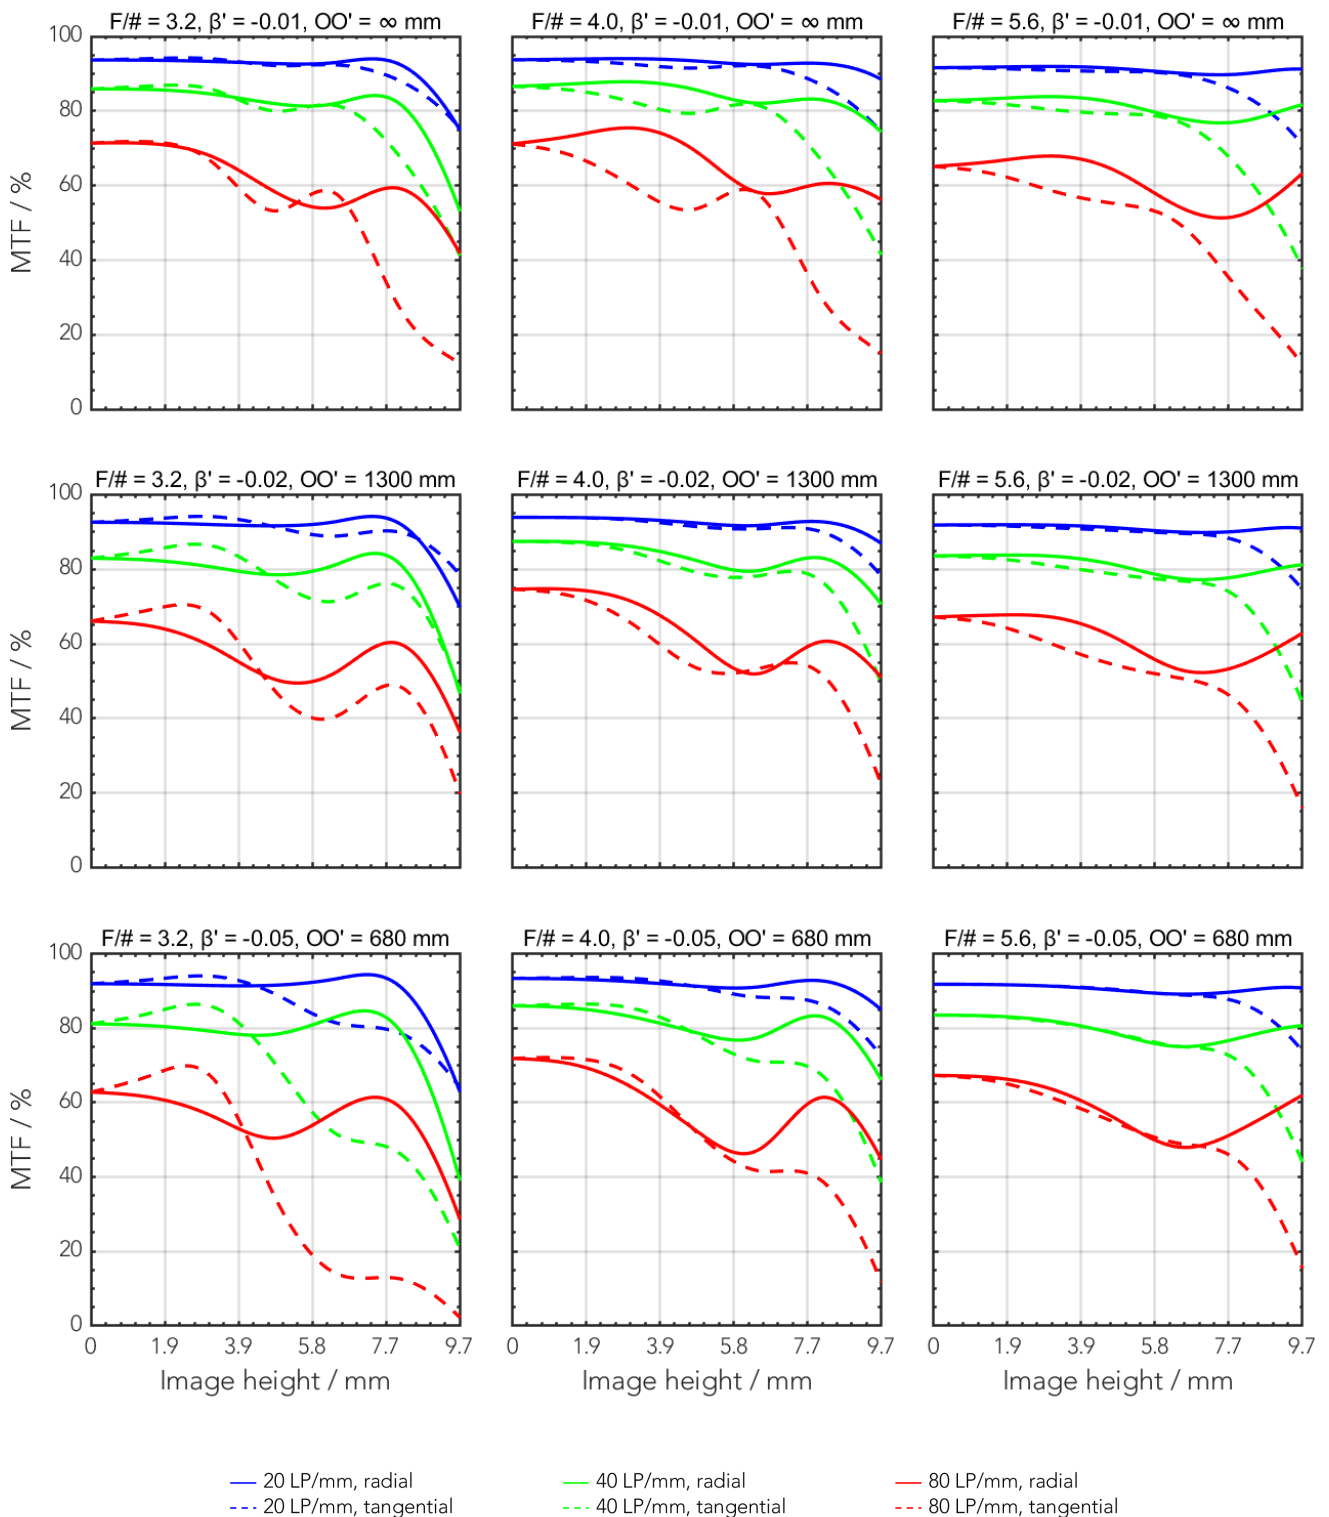 F/# = 3.2, β' = -0.01, OO' = ∞ mm
F/# = 4.0, β' = -0.01, OO' = ∞ mm
F/# = 5.6, β' = -0.01, OO' = ∞ mm
100
80
60
40
20
0
MTF / %
F/# = 3.2, β' = -0.02, OO' = 1300 mm
F/# = 4.0, β' = -0.02, OO' = 1300 mm
F/# = 5.6, β' = -0.02, OO' = 1300 mm
100
80
60
40
20
0
MTF / %
F/# = 3.2, β' = -0.05, OO' = 680 mm
F/# = 4.0, β' = -0.05, OO' = 680 mm
F/# = 5.6, β' = -0.05, OO' = 680 mm
100
80
60
40
20
0
MTF / %
0 1.9 3.9 5.8 7.7 9.7
0 1.9 3.9 5.8 7.7 9.7
0 1.9 3.9 5.8 7.7 9.7
Image height / mm
Image height / mm
Image height / mm
20 LP/mm, radial
20 LP/mm, tangential
40 LP/mm, radial
40 LP/mm, tangential
80 LP/mm, radial
80 LP/mm, tangential